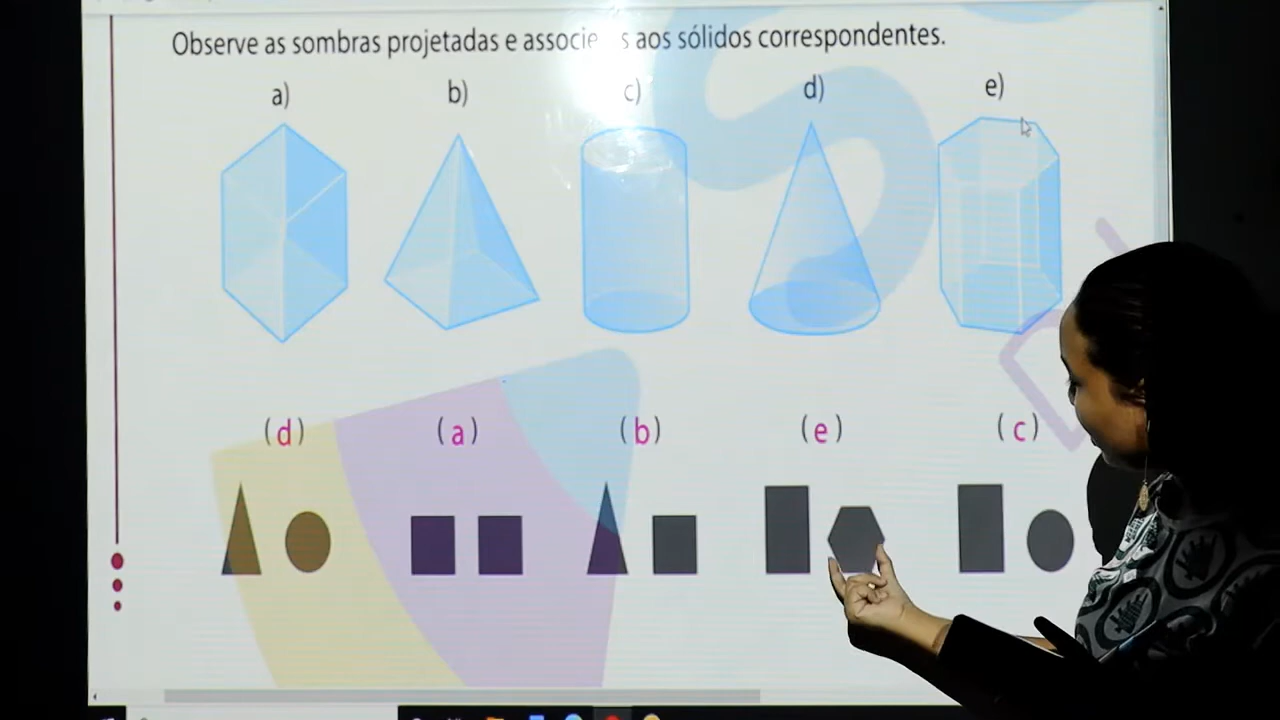 Observe as sombras projetadas e associe s aos sólidos correspondentes.
a) b) c) d) e)
(d) (a) (b) (e) (c)